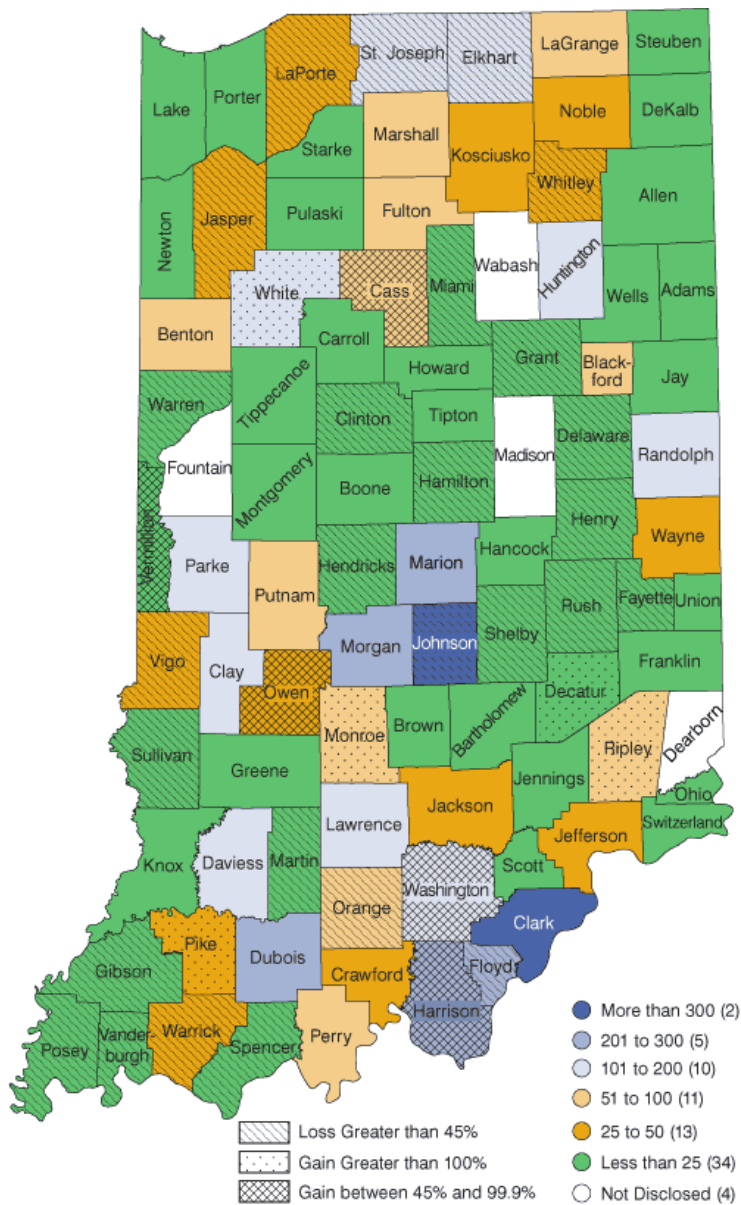 St. Joseph
Elkhart
LaGrange
Steuben
LaPorte
Lake
Porter
Noble
DeKalb
Marshall
Starke
Kosciusko
Whitley
Allen
Newton
Jasper
Pulaski
Fulton
Wabash
Huntington
White
Cass
Miami
Wells
Adams
Benton
Carroll
Howard
Grant
Black-
ford
Jay
Warren
Tippecanoe
Clinton
Tipton
Delaware
Randolph
Fountain
Madison
Montgomery
Boone
Hamilton
Henry
Wayne
Vermillion
Parke
Hendricks
Marion
Hancock
Putnam
Rush
Fayette
Union
Morgan
Johnson
Shelby
Vigo
Clay
Owen
Franklin
Decatur
Monroe
Brown
Bartholomew
Ripley
Dearborn
Sullivan
Greene
Jennings
Ohio
Jackson
Switzerland
Lawrence
Jefferson
Knox
Daviess
Martin
Scott
Washington
Orange
Clark
Pike
Dubois
Floyd
Gibson
Crawford
Harrison
Posey
Vander-
burgh
Warrick
Spencer
Perry
More than 300 (2)
201 to 300 (5)
101 to 200 (10)
51 to 100 (11)
25 to 50 (13)
Less than 25 (34)
Not Disclosed (4)
Loss Greater than 45%
Gain Greater than 100%
Gain between 45% and 99.9%